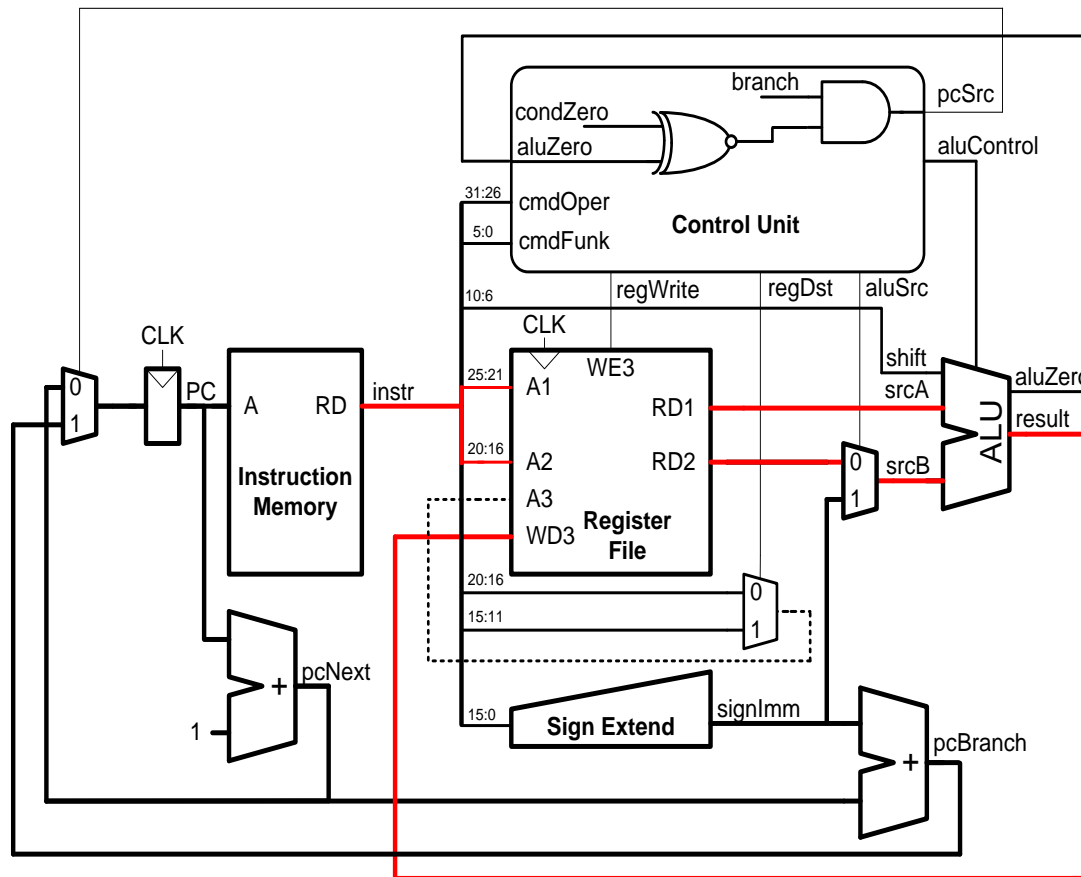 branch
pcSrc
condZero
aluZero
aluControl
31:26
cmdOper
5:0
cmdFunk
Control Unit
regWrite
regDst
aluSrc
10:6
CLK
CLK
shift
WE3
0
1
PC
A
RD
instr
25:21
A1
RD1
srcA
ALU
aluZero
result
20:16
A2
RD2
0
1
srcB
Instruction
Memory
A3
WD3
Register
File
20:16
15:11
0
1
pcNext
+
1
15:0
Sign Extend
signImm
pcBranch
+